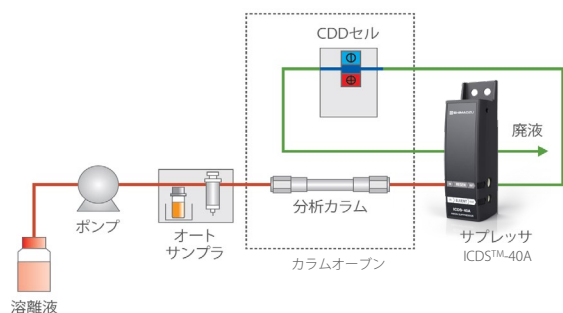 CDDセル
廃液
分析カラム
ポンプ
オート
サンプラ
カラムオーブン
サプレッサ
ICDS™-40A
溶離液